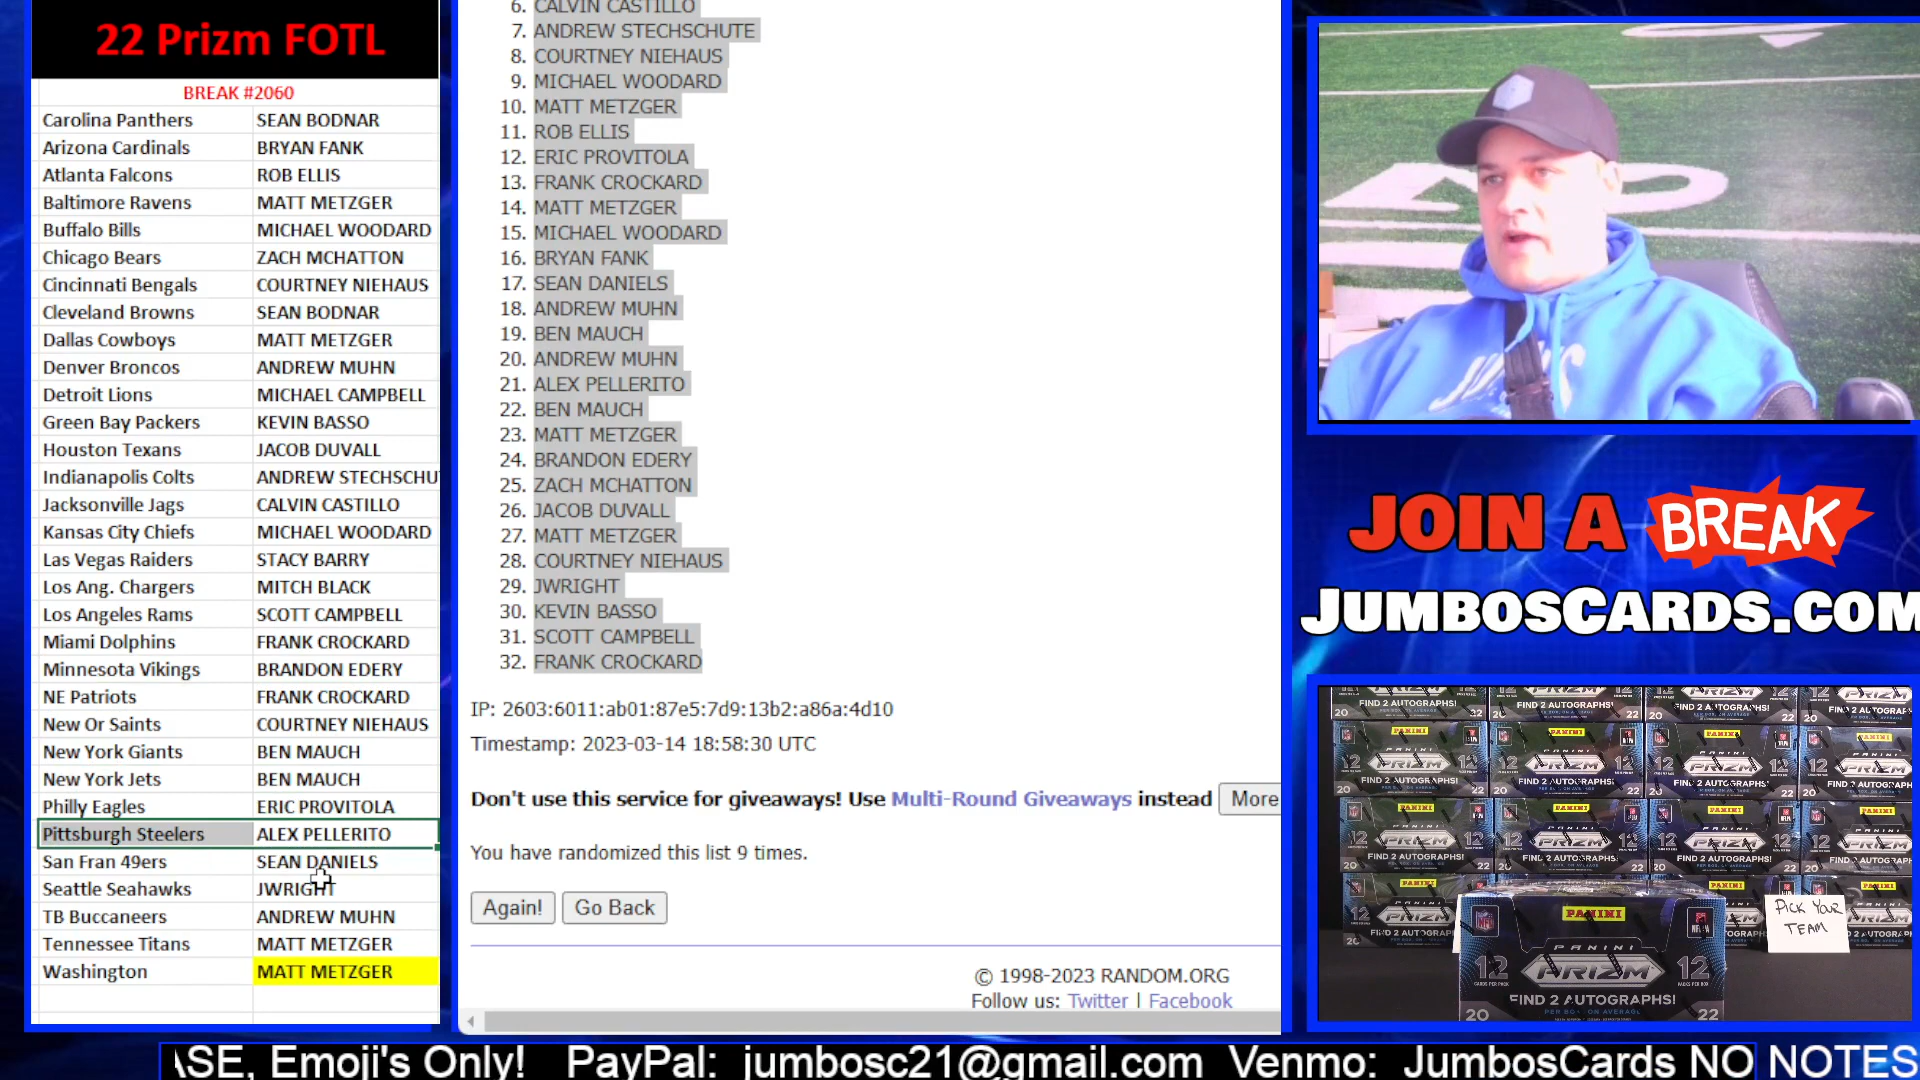 22 Prizm FOTL
BREAK #2060
Carolina Panthers SEAN BODNAR
Arizona Cardinals BRYAN FANK
Atlanta Falcons ROB ELLIS
Baltimore Ravens MATT METZGER
Buffalo Bills MICHAEL WOODARD
Chicago Bears ZACH MCHATTON
Cincinnati Bengals COURTNEY NIEHAUS
Cleveland Browns SEAN BODNAR
Dallas Cowboys MATT METZGER
Denver Broncos ANDREW MUHN
Detroit Lions MICHAEL CAMPBELL
Green Bay Packers KEVIN BASSO
Houston Texans JACOB DUVALL
Indianapolis Colts ANDREW STECHSCHU
Jacksonville Jags CALVIN CASTILLO
Kansas City Chiefs MICHAEL WOODARD
Las Vegas Raiders STACY BARRY
Los Ang. Chargers MITCH BLACK
Los Angeles Rams SCOTT CAMPBELL
Miami Dolphins FRANK CROCKARD
Minnesota Vikings BRANDON EDERY
NE Patriots FRANK CROCKARD
New Or Saints COURTNEY NIEHAUS
New York Giants BEN MAUCH
New York Jets BEN MAUCH
Philly Eagles ERIC PROVITOLA
Pittsburgh Steelers ALEX PELLERITO
San Fran 49ers SEAN DANIELS
Seattle Seahawks JWRIGHT
TB Buccaneers ANDREW MUHN
Tennessee Titans MATT METZGER
Washington MATT METZGER
6. CALVIN CASTILLO
7. ANDREW STECHSCHUTE
8. COURTNEY NIEHAUS
9. MICHAEL WOODARD
10. MATT METZGER
11. ROB ELLIS
12. ERIC PROVITOLA
13. FRANK CROCKARD
14. MATT METZGER
15. MICHAEL WOODARD
16. BRYAN FANK
17. SEAN DANIELS
18. ANDREW MUHN
19. BEN MAUCH
20. ANDREW MUHN
21. ALEX PELLERITO
22. BEN MAUCH
23. MATT METZGER
24. BRANDON EDERY
25. ZACH MCHATTON
26. JACOB DUVALL
27. MATT METZGER
28. COURTNEY NIEHAUS
29. JWRIGHT
30. KEVIN BASSO
31. SCOTT CAMPBELL
32. FRANK CROCKARD
IP: 2603:6011:ab01:87e5:7d9:13b2:a86a:4d10
Timestamp: 2023-03-14 18:58:30 UTC
Don't use this service for giveaways! Use Multi-Round Giveaways instead More
You have randomized this list 9 times.
Again! Go Back
© 1998-2023 RANDOM.ORG
Follow us: Twitter | Facebook
JOIN A BREAK
JUMBOSCARDS.COM
PICK YOUR
TEAM
PANINI
PANINI
PRIZM
12 12
FIND 2 AUTOGRAPHS!
20 22
ASE, Emoji's Only! PayPal: jumbosc21@gmail.com Venmo: JumbosCards NO NOTES